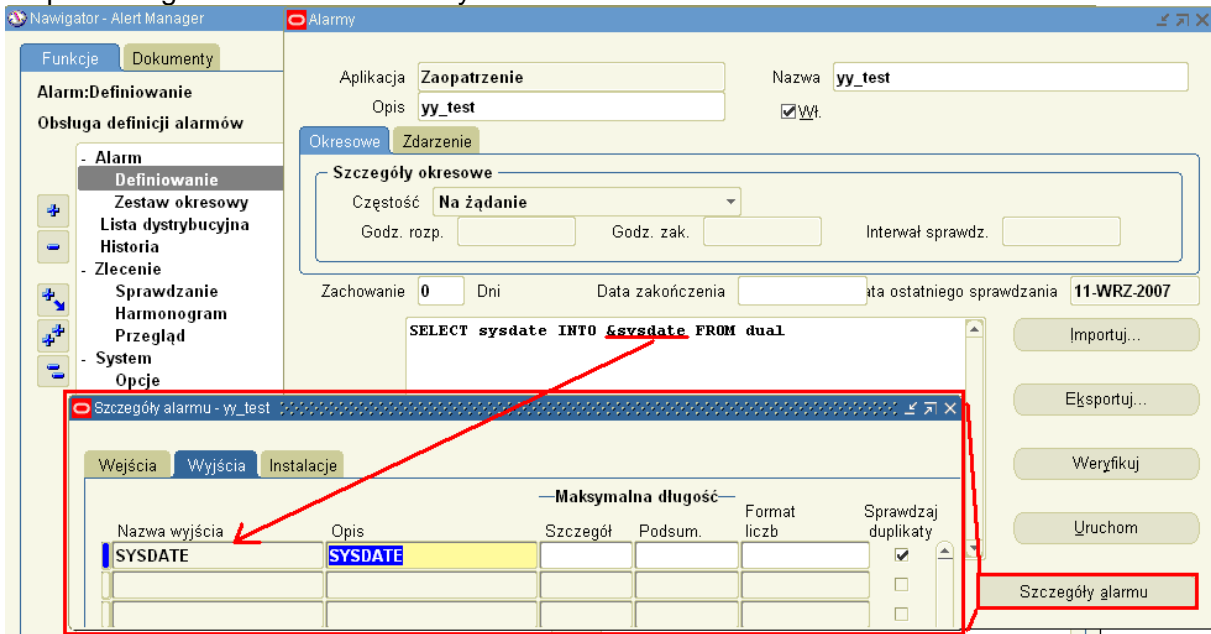 Nawigator - Alert Manager
Funkcje Dokumenty
Alarm:Definiowanie
Obsługa definicji alarmów
- Alarm
Definiowanie
Zestaw okresowy
Lista dystrybucyjna
Historia
- Zlecenie
Sprawdzanie
Harmonogram
Przegląd
- System
Opcje
Alarmy
Aplikacja Zaopatrzenie Nazwa yy_test
Opis yy_test Wł.
Okresowe Zdarzenie
Szczegóły okresowe
Częstość Na żądanie
Godz. rozp. Godz. zak. Interwał sprawdz.
Zachowanie 0 Dni Data zakończenia ata ostatniego sprawdzania 11-WRZ-2007
SELECT sysdate INTO &sysdate FROM dual
Importuj...
Eksportuj...
Weryfikuj
Uruchom
Szczegóły alarmu
Szczegóły alarmu - yy_test
Wejścia Wyjścia Instalacje
Maksymalna długość
Nazwa wyjścia Opis Szczegół Podsum. Format liczb Sprawdzaj duplikaty
SYSDATE SYSDATE